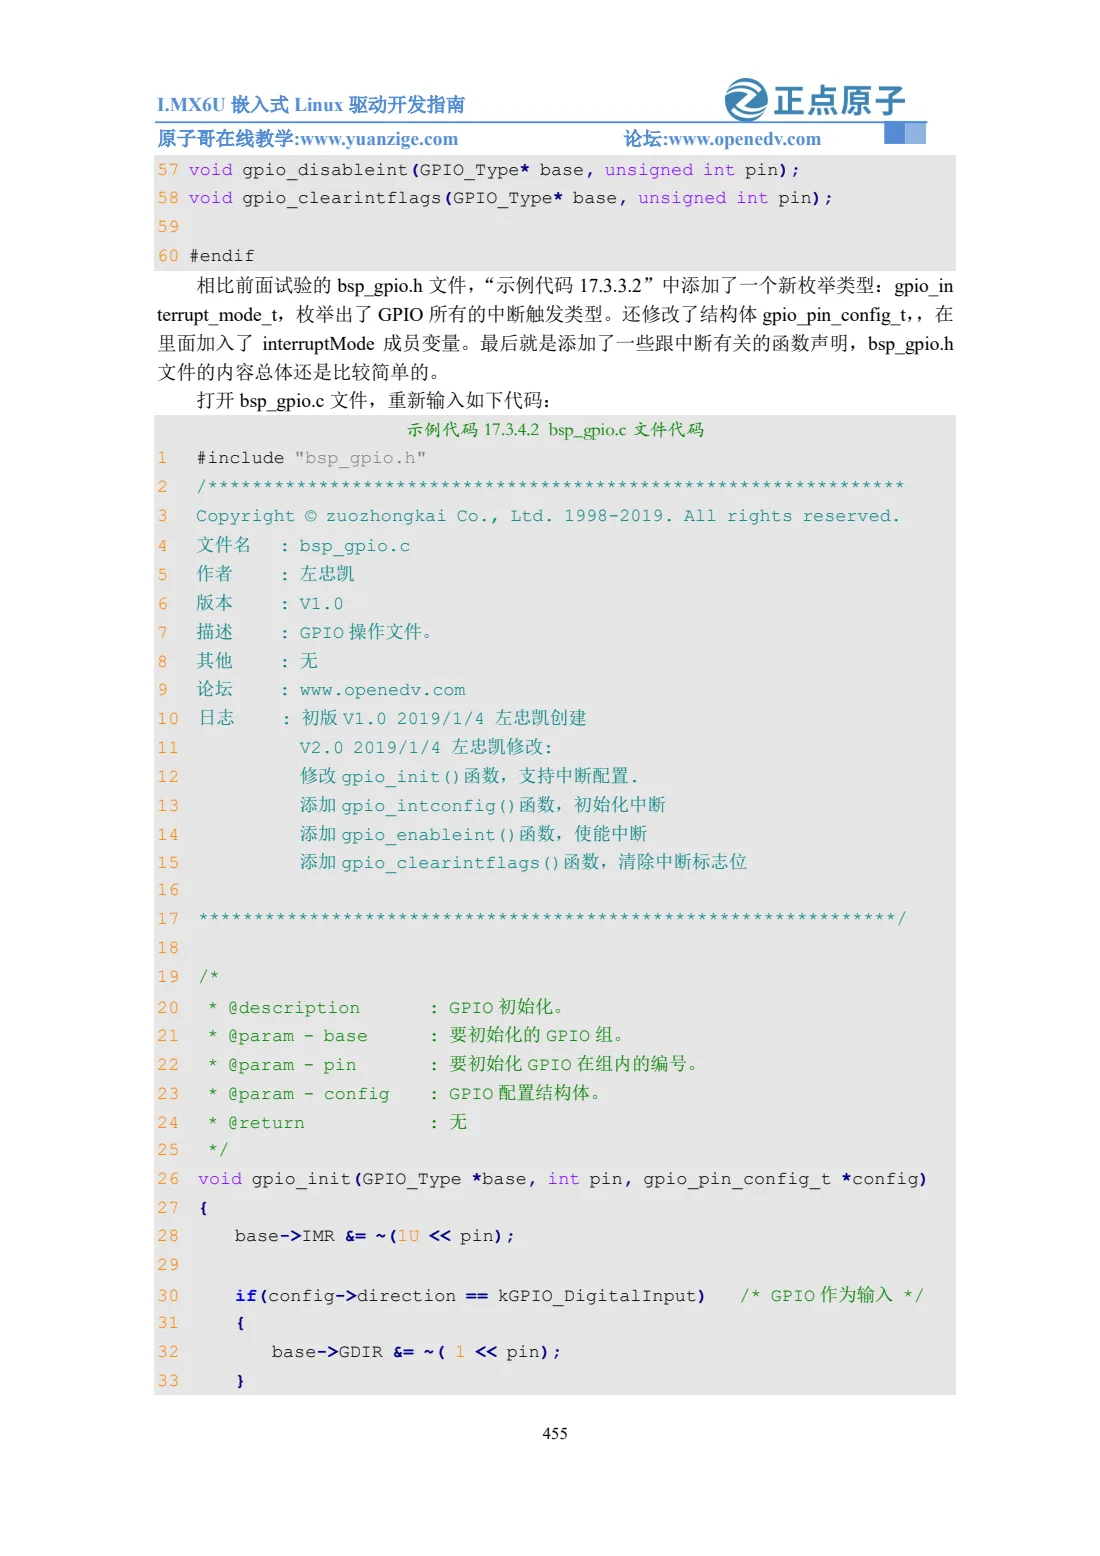 I.MX6U 嵌入式 Linux 驱动开发指南
正点原子
原子哥在线教学:www.yuanzige.com 论坛:www.openedv.com
57 void gpio_disableint(GPIO_Type* base, unsigned int pin);
58 void gpio_clearintflags(GPIO_Type* base, unsigned int pin);
59
60 #endif
相比前面试验的 bsp_gpio.h 文件，“示例代码 17.3.3.2”中添加了一个新枚举类型：gpio_in
terrupt_mode_t，枚举出了 GPIO 所有的中断触发类型。还修改了结构体 gpio_pin_config_t，，在
里面加入了 interruptMode 成员变量。最后就是添加了一些跟中断有关的函数声明，bsp_gpio.h
文件的内容总体还是比较简单的。
打开 bsp_gpio.c 文件，重新输入如下代码：
示例代码 17.3.4.2 bsp_gpio.c 文件代码
1 #include "bsp_gpio.h"
2 /***************************************************************
3 Copyright © zuozhongkai Co., Ltd. 1998-2019. All rights reserved.
4 文件名 : bsp_gpio.c
5 作者 : 左忠凯
6 版本 : V1.0
7 描述 : GPIO 操作文件。
8 其他 : 无
9 论坛 : www.openedv.com
10 日志 : 初版 V1.0 2019/1/4 左忠凯创建
11 V2.0 2019/1/4 左忠凯修改:
12 修改 gpio_init()函数，支持中断配置.
13 添加 gpio_intconfig()函数，初始化中断
14 添加 gpio_enableint()函数，使能中断
15 添加 gpio_clearintflags()函数，清除中断标志位
16
17 ***************************************************************/
18
19 /*
20 * @description : GPIO 初始化。
21 * @param - base : 要初始化的 GPIO 组。
22 * @param - pin : 要初始化 GPIO 在组内的编号。
23 * @param - config : GPIO 配置结构体。
24 * @return : 无
25 */
26 void gpio_init(GPIO_Type *base, int pin, gpio_pin_config_t *config)
27 {
28 base->IMR &= ~(1U << pin);
29
30 if(config->direction == kGPIO_DigitalInput) /* GPIO 作为输入 */
31 {
32 base->GDIR &= ~( 1 << pin);
33 }
455